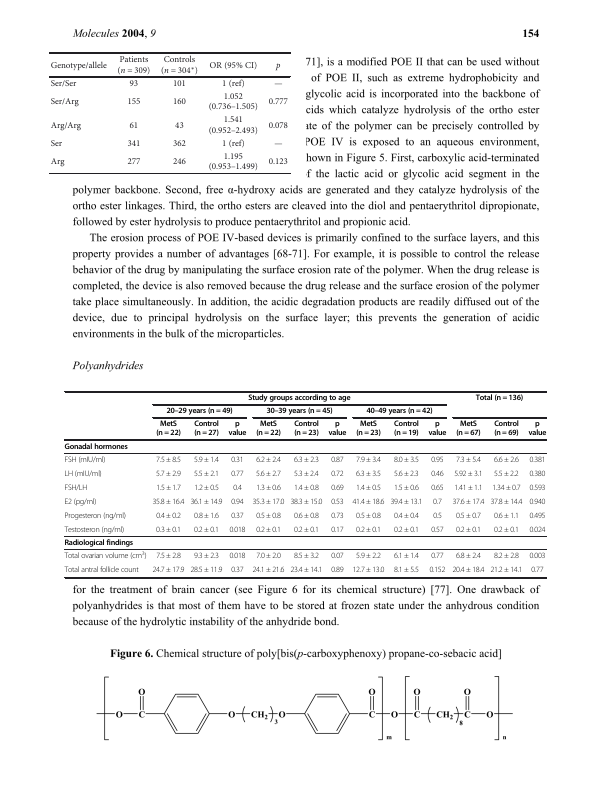 Molecules 2004, 9 154
Genotype/allele Patients (n = 309) Controls (n = 304*) OR (95% CI) p
Ser/Ser 93 101 1 (ref) —
Ser/Arg 155 160 1.052 (0.736–1.505) 0.777
Arg/Arg 61 43 1.541 (0.952–2.493) 0.078
Ser 341 362 1 (ref) —
Arg 277 246 1.195 (0.953–1.499) 0.123
71], is a modified POE II that can be used without
of POE II, such as extreme hydrophobicity and
glycolic acid is incorporated into the backbone of
cids which catalyze hydrolysis of the ortho ester
ate of the polymer can be precisely controlled by
POE IV is exposed to an aqueous environment,
hown in Figure 5. First, carboxylic acid-terminated
f the lactic acid or glycolic acid segment in the
polymer backbone. Second, free α-hydroxy acids are generated and they catalyze hydrolysis of the
ortho ester linkages. Third, the ortho esters are cleaved into the diol and pentaerythritol dipropionate,
followed by ester hydrolysis to produce pentaerythritol and propionic acid.
The erosion process of POE IV-based devices is primarily confined to the surface layers, and this
property provides a number of advantages [68-71]. For example, it is possible to control the release
behavior of the drug by manipulating the surface erosion rate of the polymer. When the drug release is
completed, the device is also removed because the drug release and the surface erosion of the polymer
take place simultaneously. In addition, the acidic degradation products are readily diffused out of the
device, due to principal hydrolysis on the surface layer; this prevents the generation of acidic
environments in the bulk of the microparticles.
Polyanhydrides
Study groups according to age Total (n = 136)
20–29 years (n = 49) 30–39 years (n = 45) 40–49 years (n = 42)
MetS (n = 22) Control (n = 27) p value MetS (n = 22) Control (n = 23) p value MetS (n = 23) Control (n = 19) p value MetS (n = 67) Control (n = 69) p value
Gonadal hormones
FSH (mIU/ml) 7.5 ± 8.5 5.9 ± 1.4 0.31 6.2 ± 2.4 6.3 ± 2.3 0.87 7.9 ± 3.4 8.0 ± 3.5 0.95 7.3 ± 5.4 6.6 ± 2.6 0.381
LH (mIU/ml) 5.7 ± 2.9 5.5 ± 2.1 0.77 5.6 ± 2.7 5.3 ± 2.4 0.72 6.3 ± 3.5 5.6 ± 2.3 0.46 5.92 ± 3.1 5.5 ± 2.2 0.380
FSH/LH 1.5 ± 1.7 1.2 ± 0.5 0.4 1.3 ± 0.6 1.4 ± 0.8 0.69 1.4 ± 0.5 1.5 ± 0.6 0.65 1.41 ± 1.1 1.34 ± 0.7 0.593
E2 (pg/ml) 35.8 ± 16.4 36.1 ± 14.9 0.94 35.3 ± 17.0 38.3 ± 15.0 0.53 41.4 ± 18.6 39.4 ± 13.1 0.7 37.6 ± 17.4 37.8 ± 14.4 0.940
Progesteron (ng/ml) 0.4 ± 0.2 0.8 ± 1.6 0.37 0.5 ± 0.8 0.6 ± 0.8 0.73 0.5 ± 0.8 0.4 ± 0.4 0.5 0.5 ± 0.7 0.6 ± 1.1 0.495
Testosteron (ng/ml) 0.3 ± 0.1 0.2 ± 0.1 0.018 0.2 ± 0.1 0.2 ± 0.1 0.17 0.2 ± 0.1 0.2 ± 0.1 0.57 0.2 ± 0.1 0.2 ± 0.1 0.024
Radiological findings
Total ovarian volume (cm³) 7.5 ± 2.8 9.3 ± 2.3 0.018 7.0 ± 2.0 8.5 ± 3.2 0.07 5.9 ± 2.2 6.1 ± 1.4 0.77 6.8 ± 2.4 8.2 ± 2.8 0.003
Total antral follicle count 24.7 ± 17.9 28.5 ± 11.9 0.37 24.1 ± 21.6 23.4 ± 14.1 0.89 12.7 ± 13.0 8.1 ± 5.5 0.152 20.4 ± 18.4 21.2 ± 14.1 0.77
for the treatment of brain cancer (see Figure 6 for its chemical structure) [77]. One drawback of
polyanhydrides is that most of them have to be stored at frozen state under the anhydrous condition
because of the hydrolytic instability of the anhydride bond.
Figure 6. Chemical structure of poly[bis(p-carboxyphenoxy) propane-co-sebacic acid]
O O O O
O C O (CH₂)₃ O C O C (CH₂)₈ C O
m n